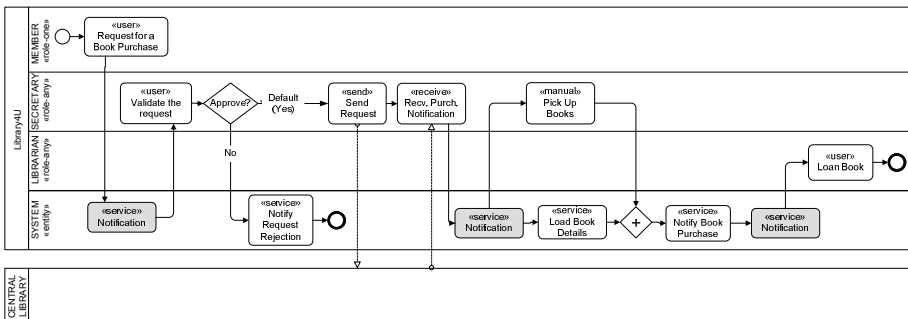 Library4U
MEMBER
«role-one»
«user»
Request for a
Book Purchase
SECRETARY
«role-any»
«user»
Validate the
request
Approve?
Default
(Yes)
No
«send»
Send
Request
«receive»
Recv, Purch,
Notification
«manual»
Pick Up
Books
LIBRARIAN
«role-any»
«user»
Loan Book
SYSTEM
«entity»
«service»
Notification
«service»
Notify
Request
Rejection
«service»
Notification
«service»
Load Book
Details
+
«service»
Notify Book
Purchase
«service»
Notification
CENTRAL
LIBRARY